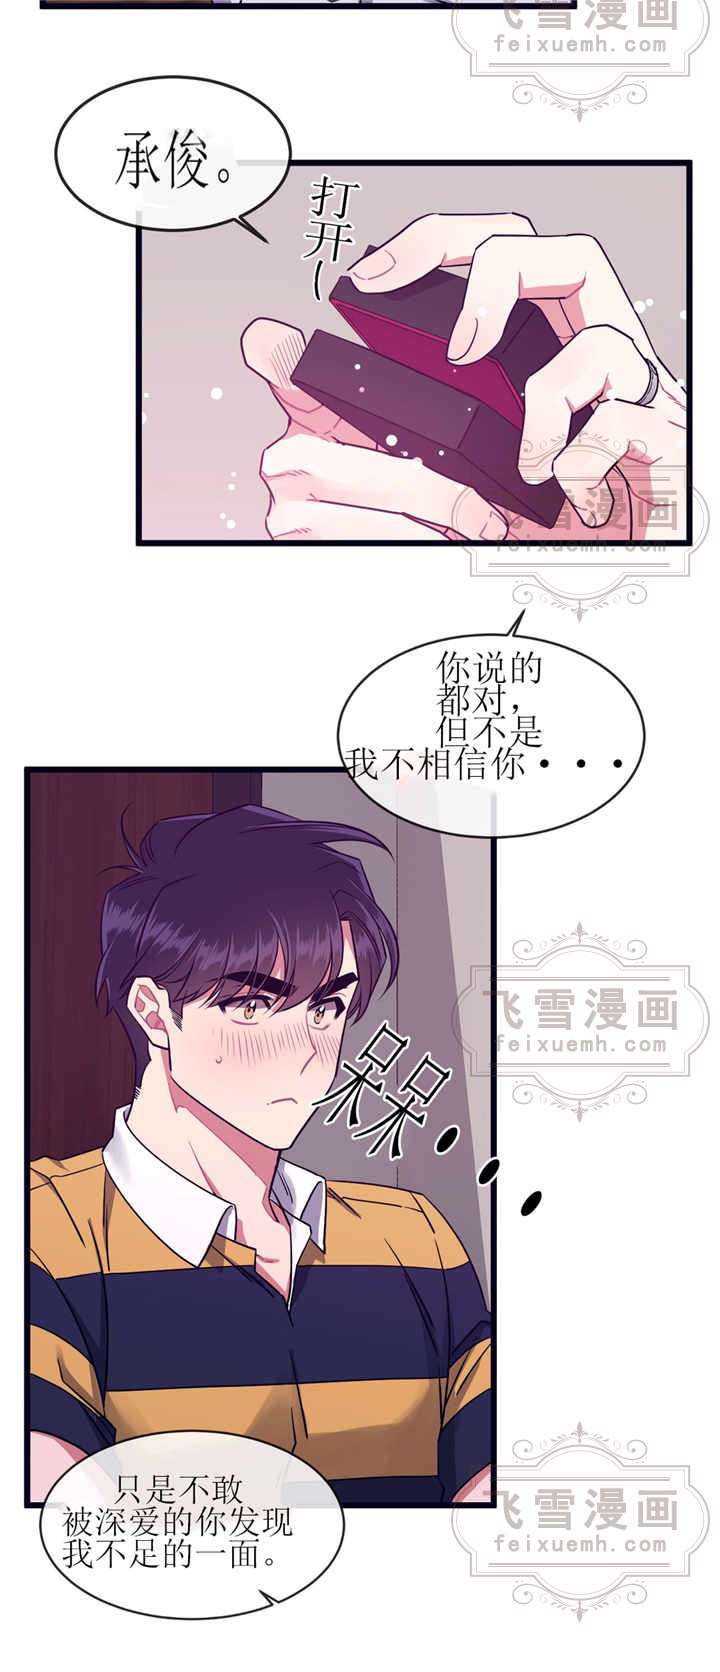 飞雪漫画
feixuemh.com
承俊。
打
开
飞雪漫画
feixuemh.com
你说的
都对，
但不是
我不相信你・・・
飞雪漫画
feixuemh.com
呆呆・・・
只是不敢
被深爱的你发现
我不足的一面。
飞雪漫画
feixuemh.com